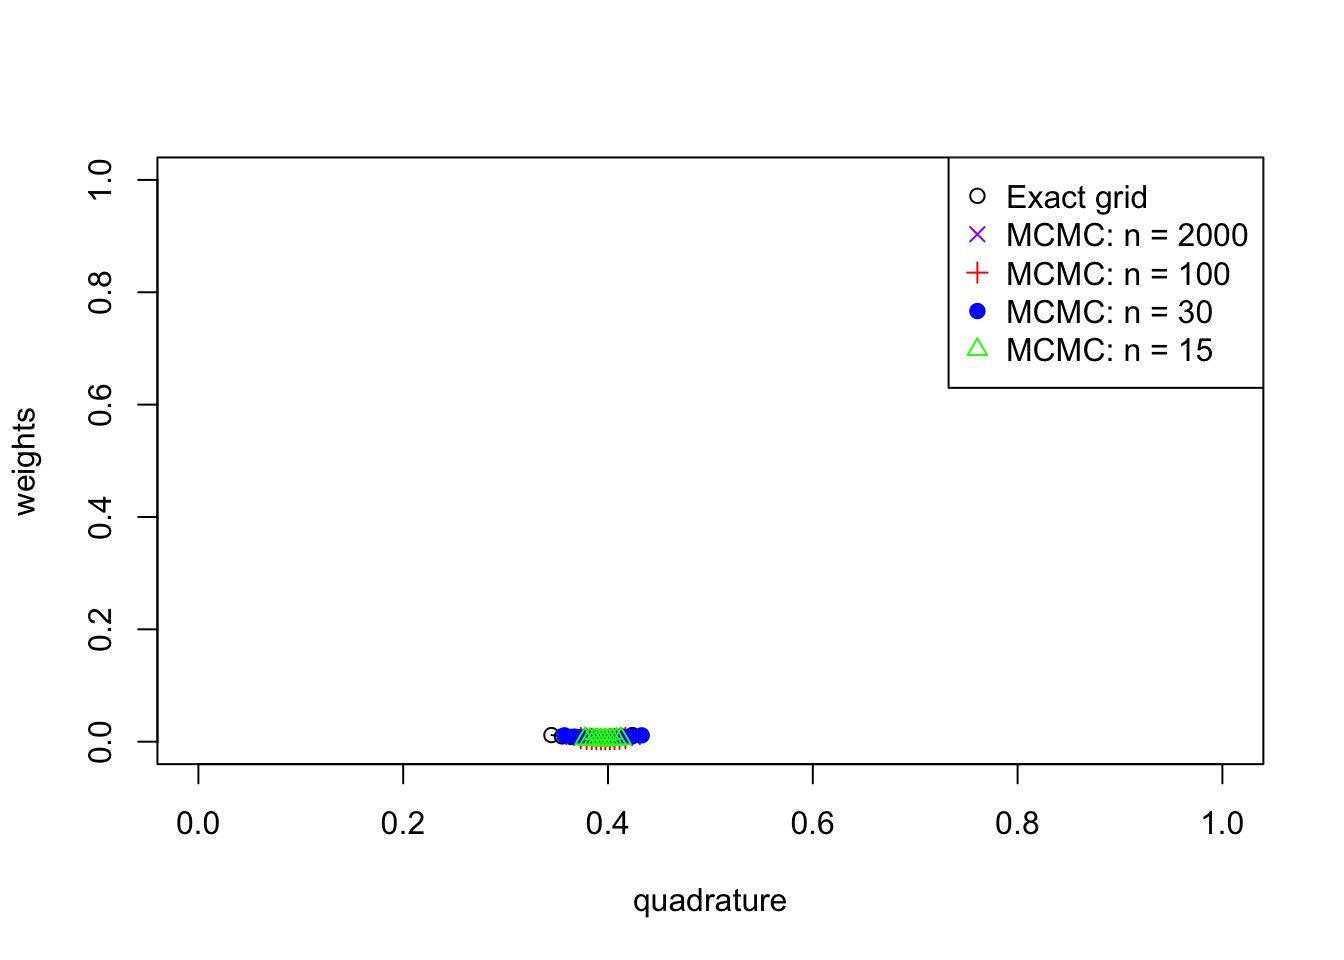 Exact grid
MCMC: n = 2000
MCMC: n = 100
MCMC: n = 30
MCMC: n = 15
weights
1.0
0.8
0.6
0.4
0.2
0.0
0.0 0.2 0.4 0.6 0.8 1.0
quadrature